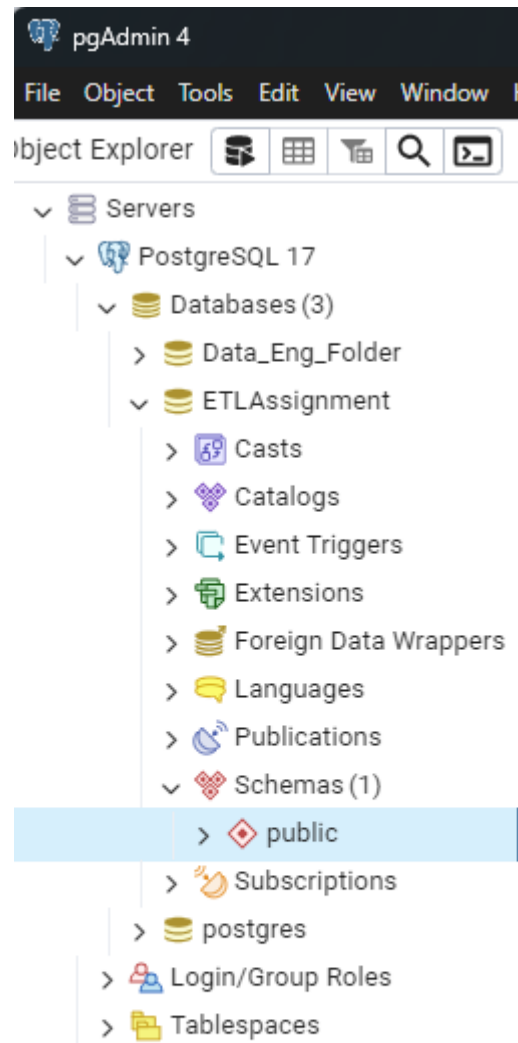 pgAdmin 4
File Object Tools Edit View Window
Object Explorer
Servers
PostgreSQL 17
Databases (3)
Data_Eng_Folder
ETLAssignment
Casts
Catalogs
Event Triggers
Extensions
Foreign Data Wrappers
Languages
Publications
Schemas (1)
public
Subscriptions
postgres
Login/Group Roles
Tablespaces